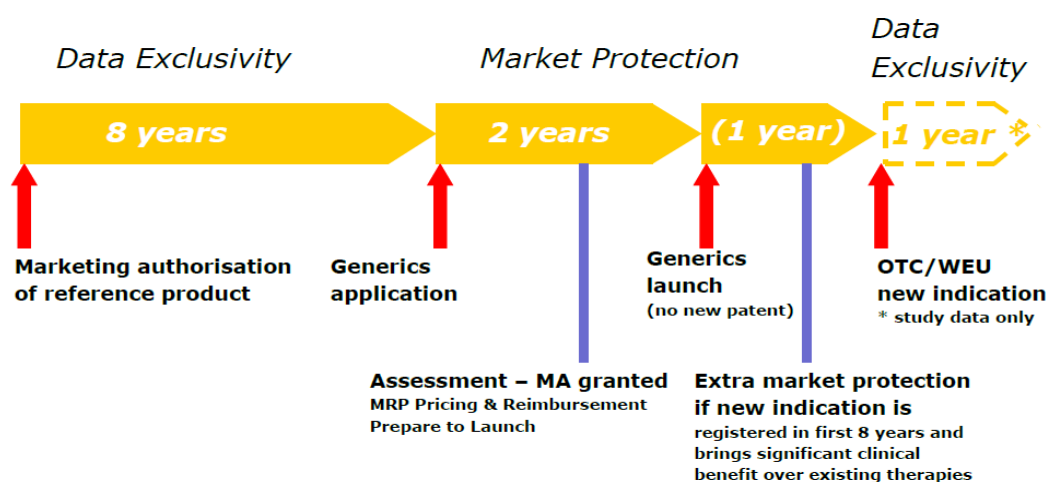 Data Exclusivity
Market Protection
Data
Exclusivity
8 years
2 years
(1 year)
1 year *
Marketing authorisation
of reference product
Generics
application
Generics
launch
(no new patent)
OTC/WEU
new indication
* study data only
Assessment – MA granted
MRP Pricing & Reimbursement
Prepare to Launch
Extra market protection
if new indication is
registered in first 8 years and
brings significant clinical
benefit over existing therapies